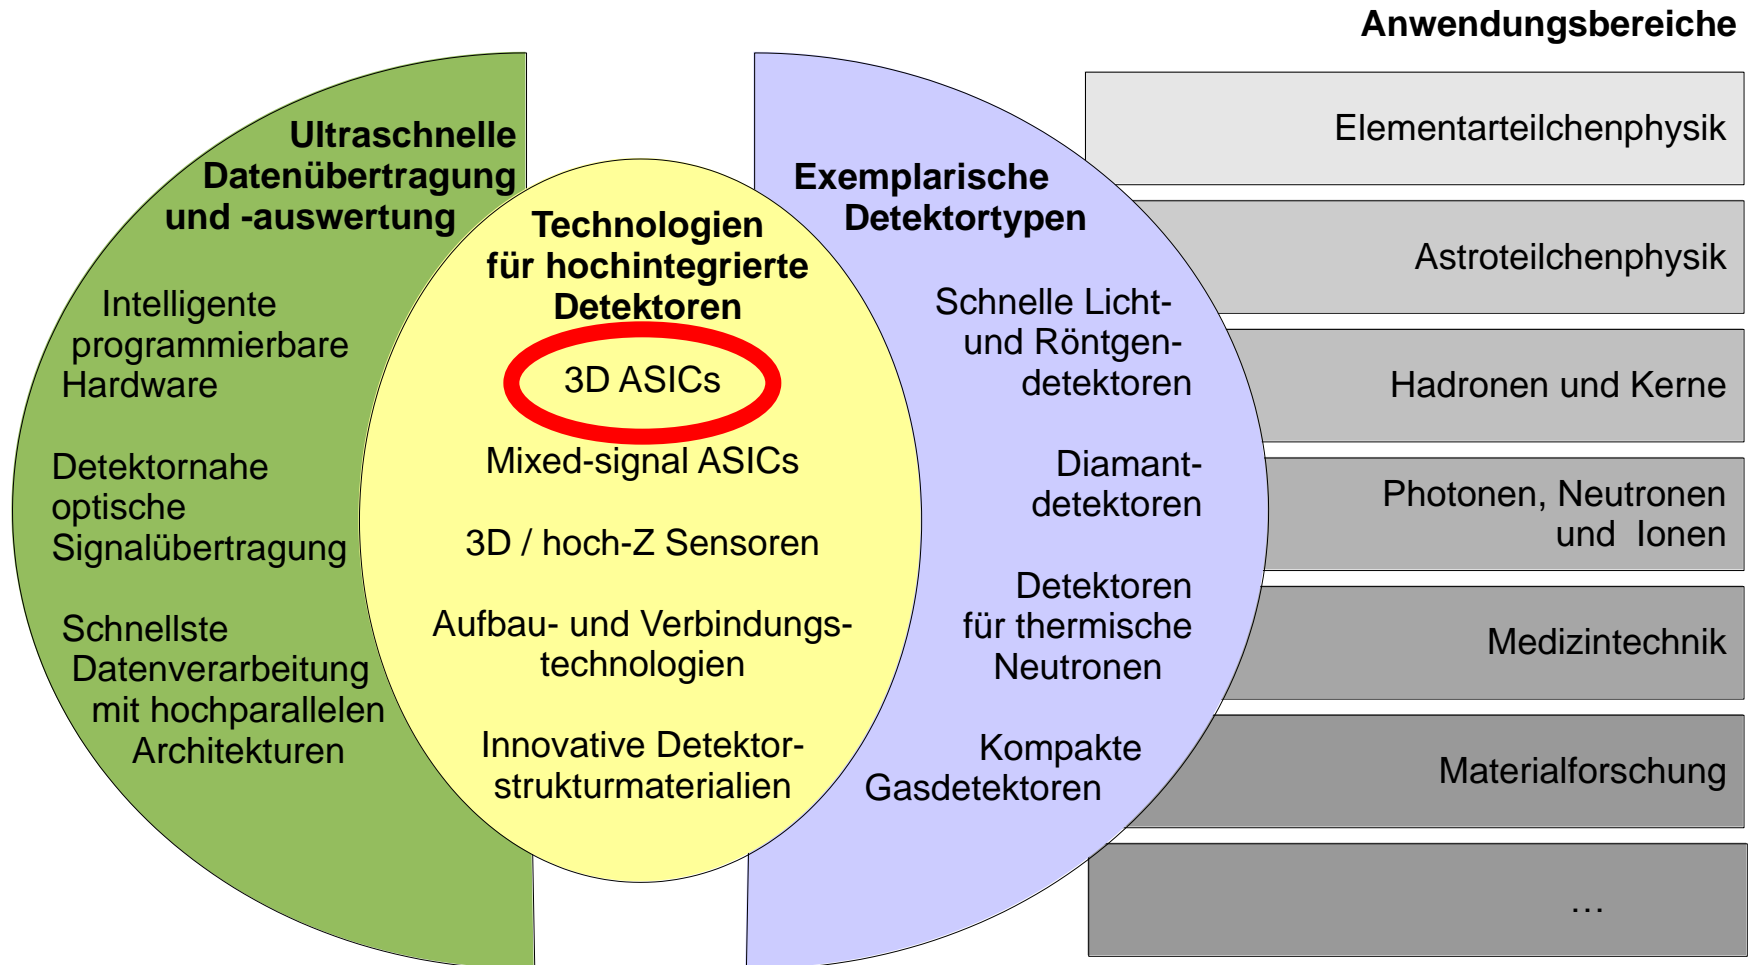 Anwendungsbereiche
Ultraschnelle
Datenübertragung
und -auswertung
Intelligente
programmierbare
Hardware
Detektornahe
optische
Signalübertragung
Schnellste
Datenverarbeitung
mit hochparallelen
Architekturen
Technologien
für hochintegrierte
Detektoren
3D ASICs
Mixed-signal ASICs
3D / hoch-Z Sensoren
Aufbau- und Verbindungs-
technologien
Innovative Detektor-
strukturmaterialien
Exemplarische
Detektortypen
Schnelle Licht-
und Röntgen-
detektoren
Diamant-
detektoren
Detektoren
für thermische
Neutronen
Kompakte
Gasdetektoren
Elementarteilchenphysik
Astroteilchenphysik
Hadronen und Kerne
Photonen, Neutronen
und Ionen
Medizintechnik
Materialforschung
…